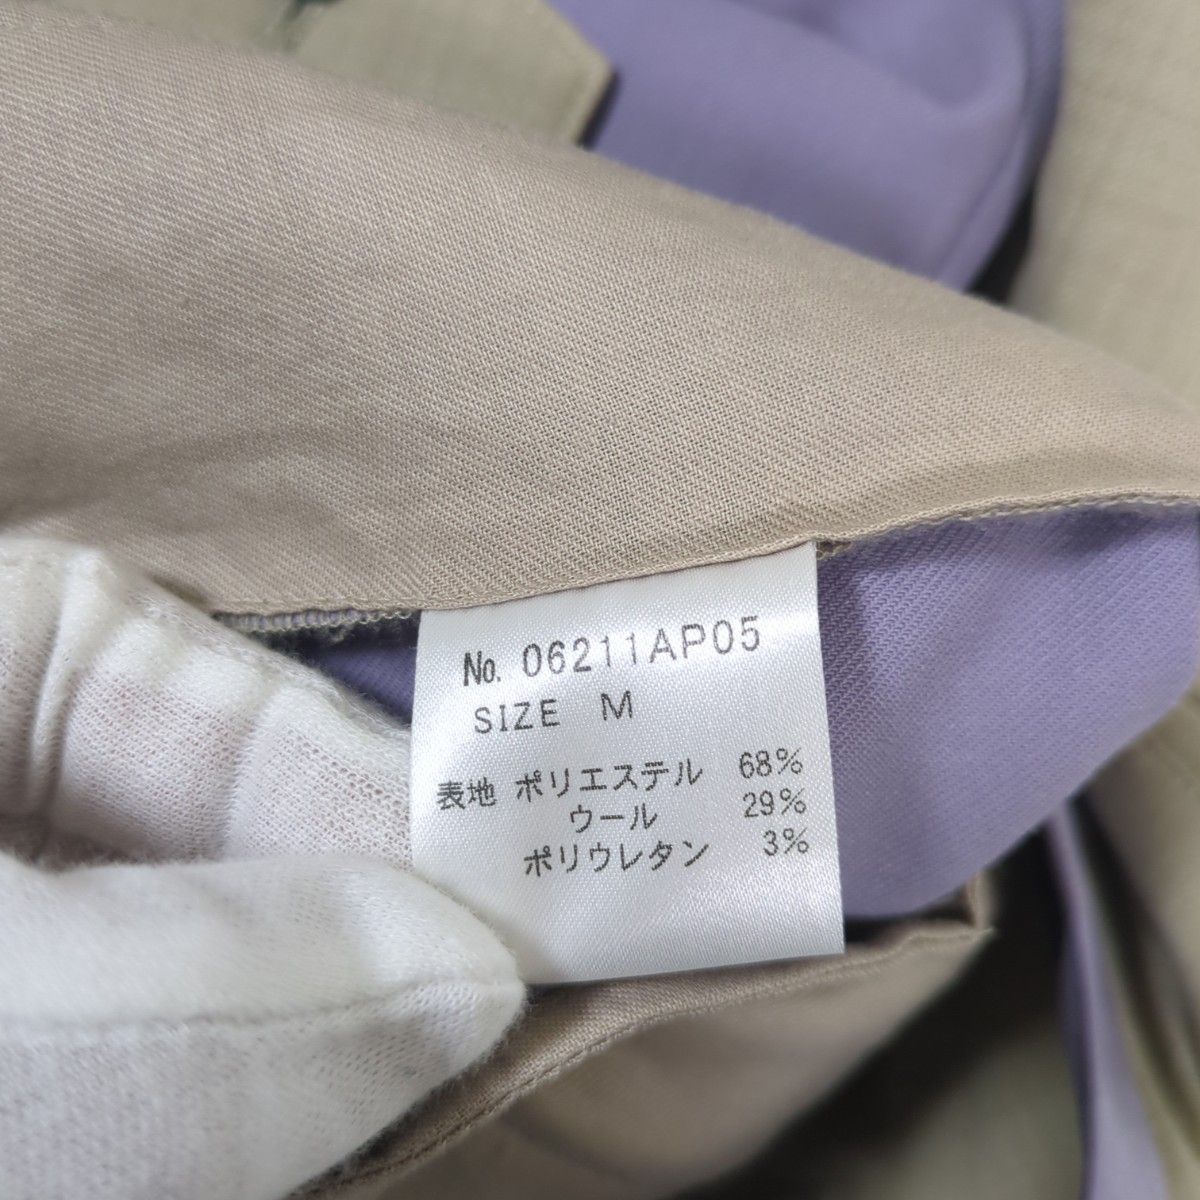 №. 06211AP05
SIZE M
表地 ポリエステル 68%
ウール 29%
ポリウレタン 3%